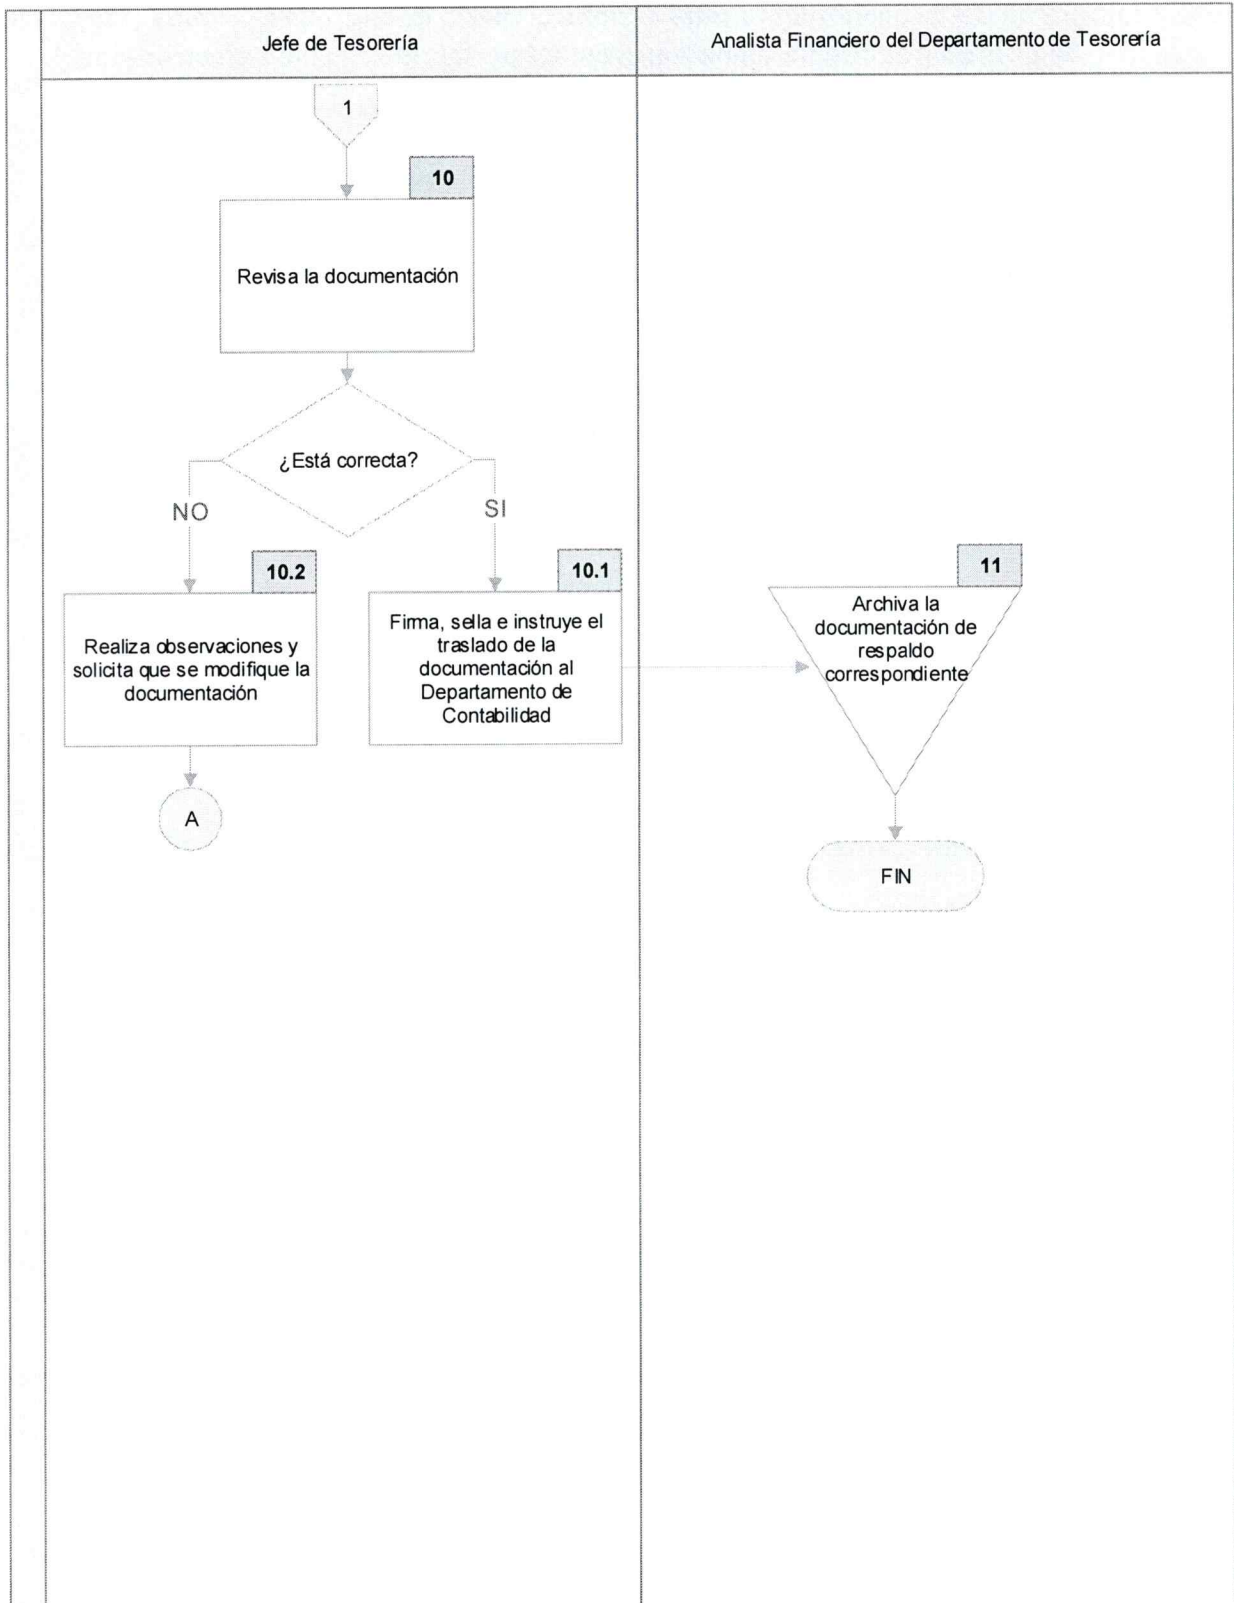 Jefe de Tesorería
Analista Financiero del Departamento de Tesorería
1
10
Revisa la documentación
¿Está correcta?
NO
SI
10.2
Realiza observaciones y
solicita que se modifique la
documentación
10.1
Firma, sella e instruye el
traslado de la
documentación al
Departamento de
Contabilidad
11
Archiva la
documentación de
respaldo
correspondiente
A
FIN